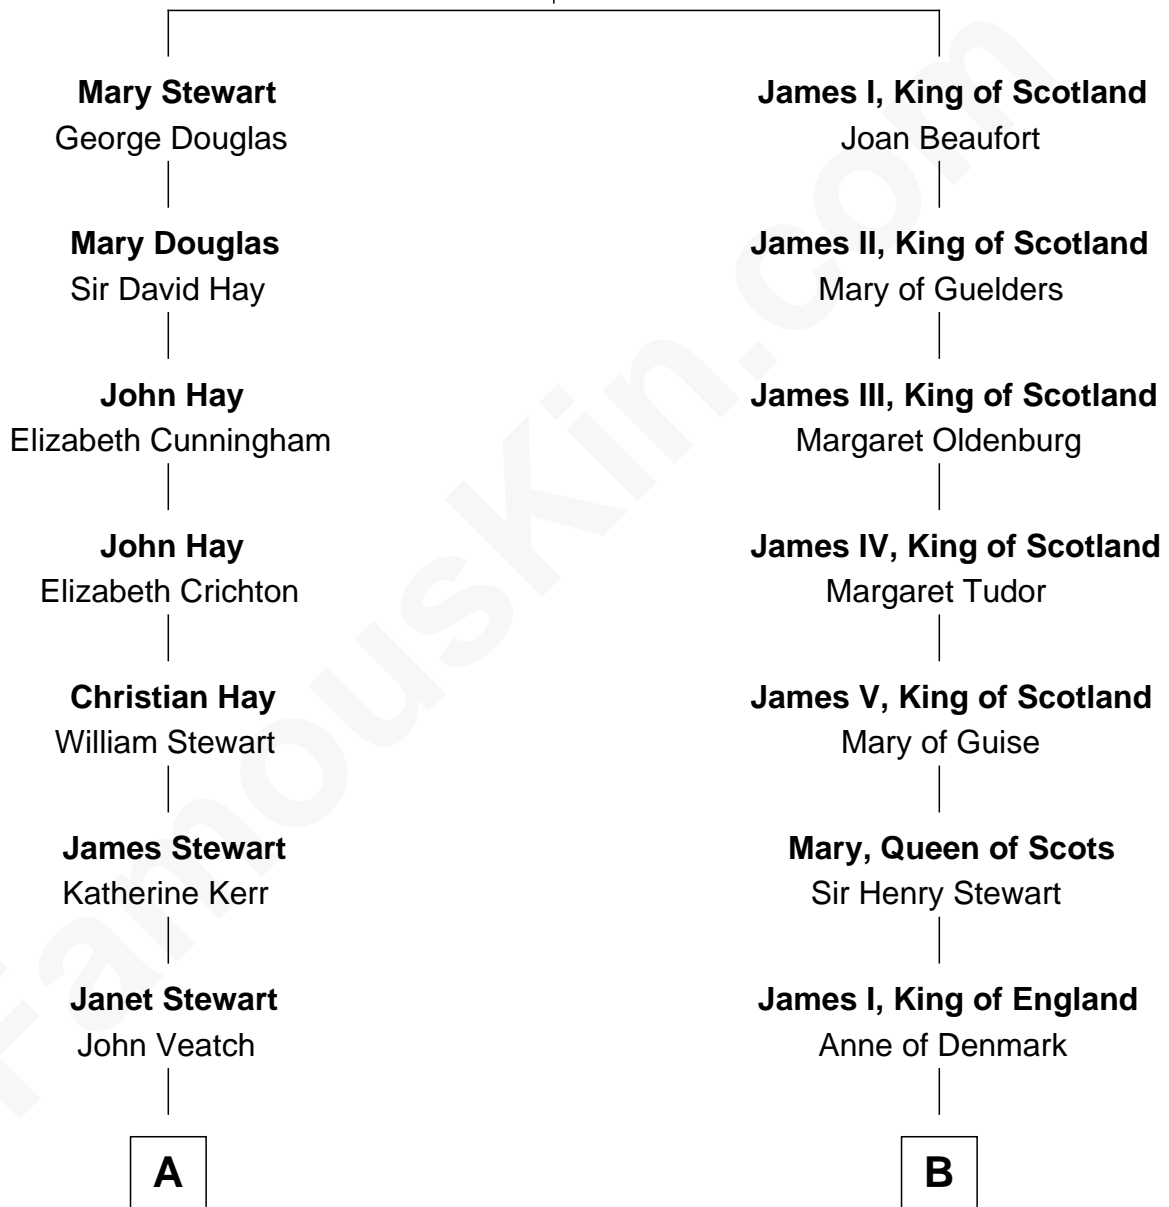 Mary Stewart
George Douglas
Mary Douglas
Sir David Hay
John Hay
Elizabeth Cunningham
John Hay
Elizabeth Crichton
Christian Hay
William Stewart
James Stewart
Katherine Kerr
Janet Stewart
John Veatch
A
James I, King of Scotland
Joan Beaufort
James II, King of Scotland
Mary of Guelders
James III, King of Scotland
Margaret Oldenburg
James IV, King of Scotland
Margaret Tudor
James V, King of Scotland
Mary of Guise
Mary, Queen of Scots
Sir Henry Stewart
James I, King of England
Anne of Denmark
B
FamousKin.com